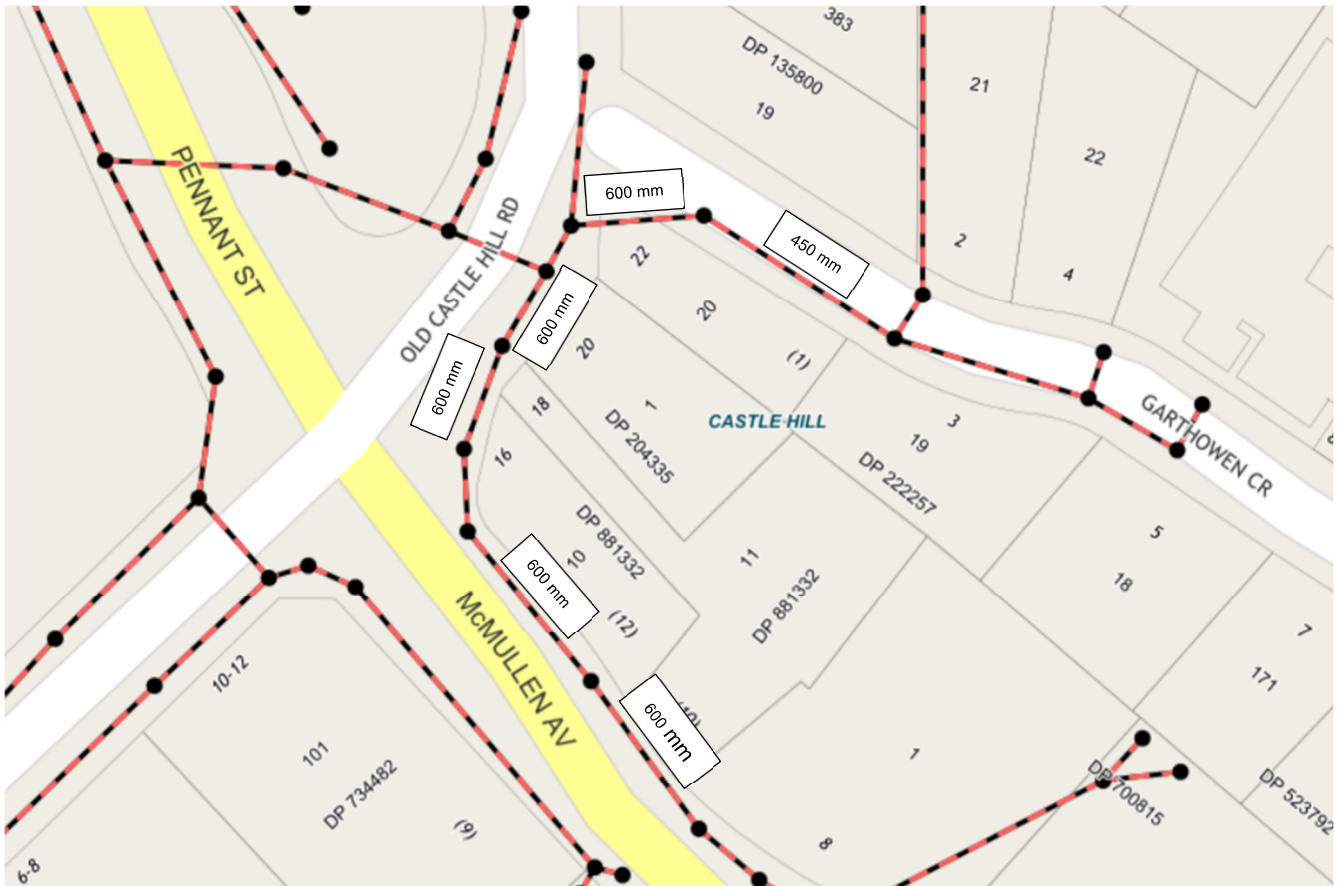 383
DP 135800
19
21
22
2
4
PENNANT ST
OLD CASTLE HILL RD
600 mm
450 mm
22
20
(1)
600 mm
600 mm
20
18
16
1
DP 204335
CASTLE HILL
3
19
DP 222257
GARTHOWEN CR
8
5
18
7
171
DP 523792
600 mm
10
DP 881332
(12)
11
DP 881332
McMULLEN AV
600 mm
1
8
DP 700815
10-12
101
DP 734482
(9)
6-8